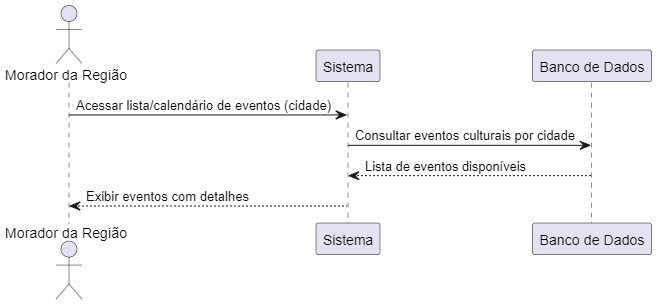 Morador da Região
Sistema
Banco de Dados
Acessar lista/calendário de eventos (cidade)
Consultar eventos culturais por cidade
Lista de eventos disponíveis
Exibir eventos com detalhes
Morador da Região
Sistema
Banco de Dados